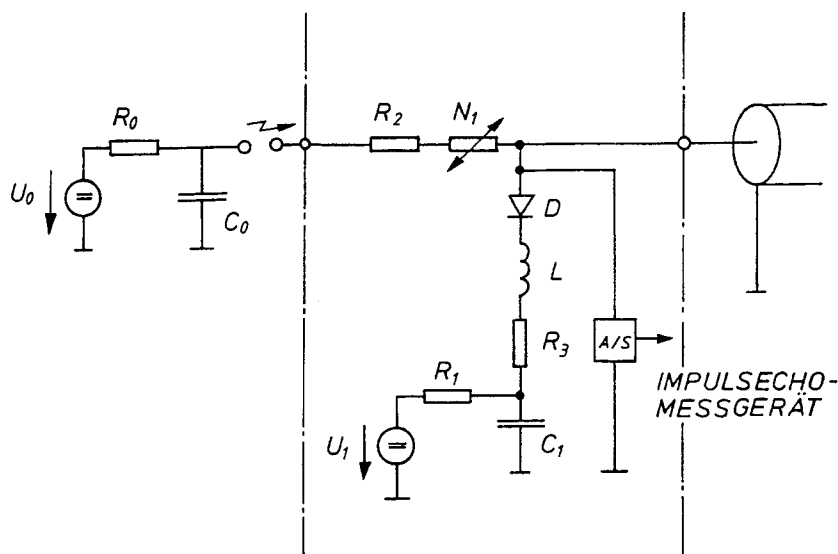 R₀
U₀
C₀
R₂
N₁
D
L
R₃
R₁
U₁
C₁
A/S
IMPULSECHO-
MESSGERÄT